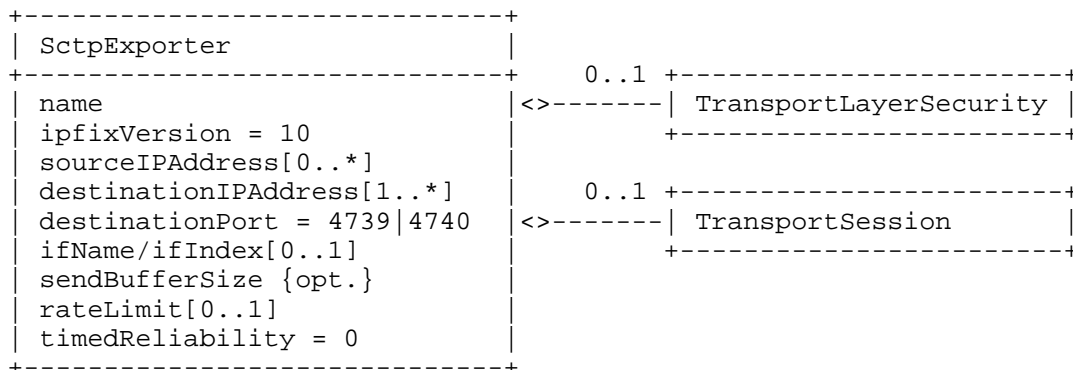 SctpExporter
0..1
name <>-------| TransportLayerSecurity
ipfixVersion = 10
sourceIPAddress[0..*]
destinationIPAddress[1..*] 0..1
destinationPort = 4739|4740 <>-------| TransportSession
ifName/ifIndex[0..1]
sendBufferSize {opt.}
rateLimit[0..1]
timedReliability = 0